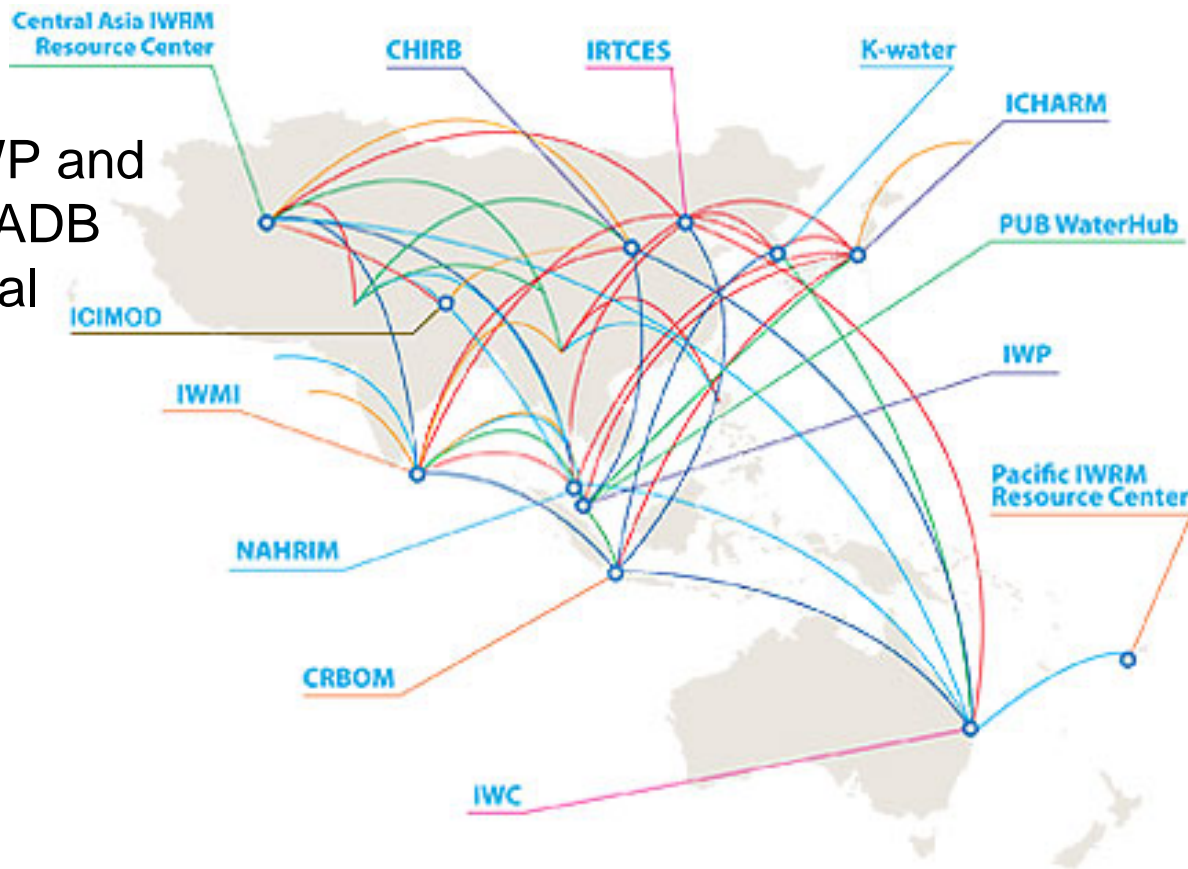 Central Asia IWRM
Resource Center
CHIRB
IRTCES
K-water
ICHARM
WP and
ADB
al
PUB WaterHub
ICIMOD
IWP
IWMI
Pacific IWRM
Resource Center
NAHRIM
CRBOM
IWC